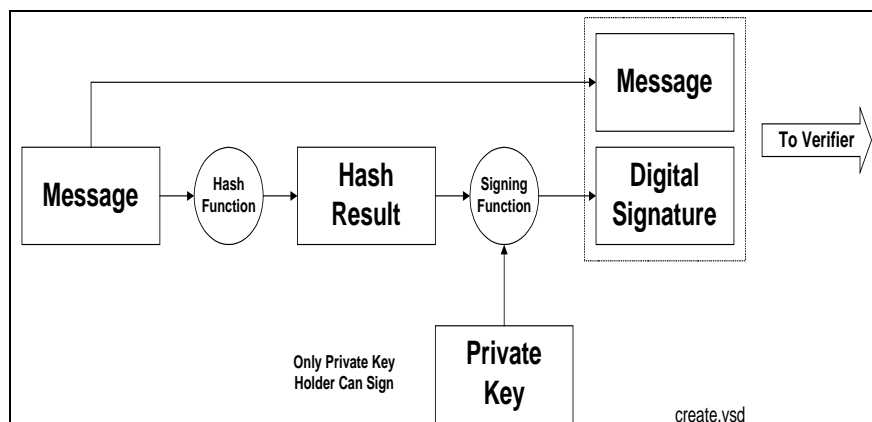 Message
To Verifier
Message
Hash
Function
Hash
Result
Signing
Function
Digital
Signature
Only Private Key
Holder Can Sign
Private
Key
create.vsd